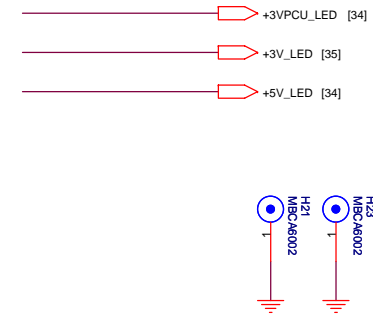 +3VPCU_LED [34]
+3V_LED [35]
+5V_LED [34]
H21
MBCA6002
1
H23
MBCA6002
1